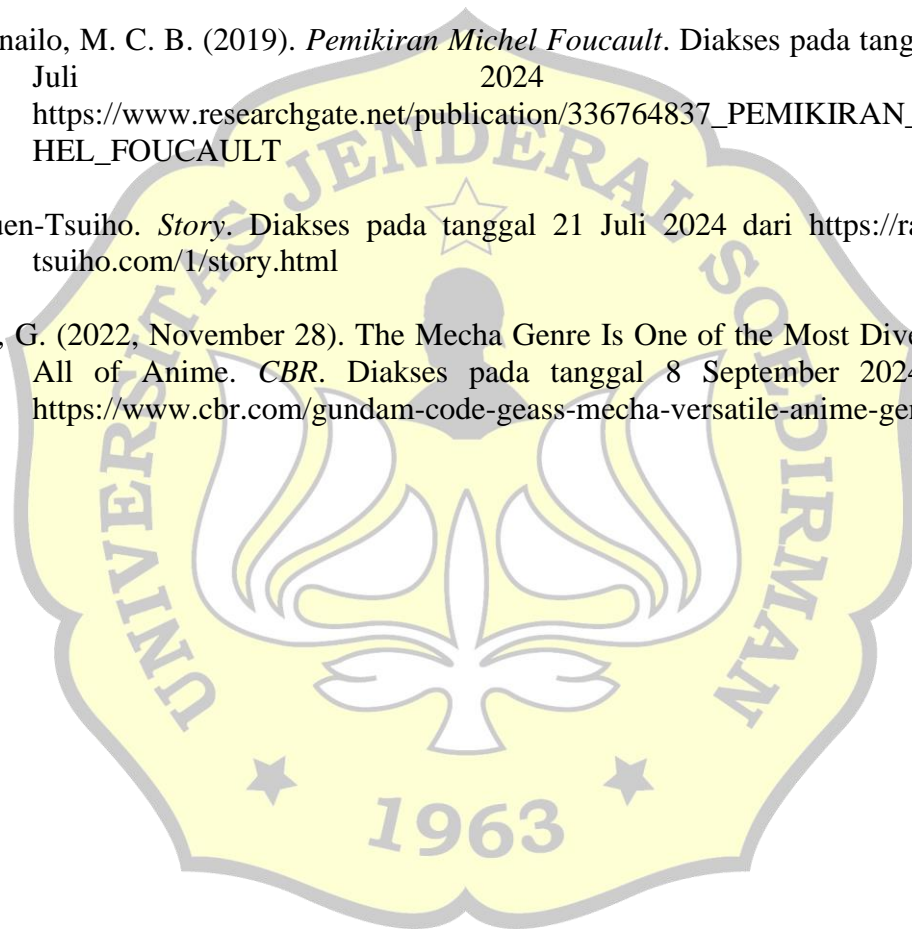 nailo, M. C. B. (2019). Pemikiran Michel Foucault. Diakses pada tang
Juli 2024
https://www.researchgate.net/publication/336764837_PEMIKIRAN_
HEL_FOUCAULT
uen-Tsuiho. Story. Diakses pada tanggal 21 Juli 2024 dari https://ra
tsuiho.com/1/story.html
, G. (2022, November 28). The Mecha Genre Is One of the Most Dive
All of Anime. CBR. Diakses pada tanggal 8 September 2024
https://www.cbr.com/gundam-code-geass-mecha-versatile-anime-ge
UNIVERSITAS JENDERAL SOEDIRMAN
1963